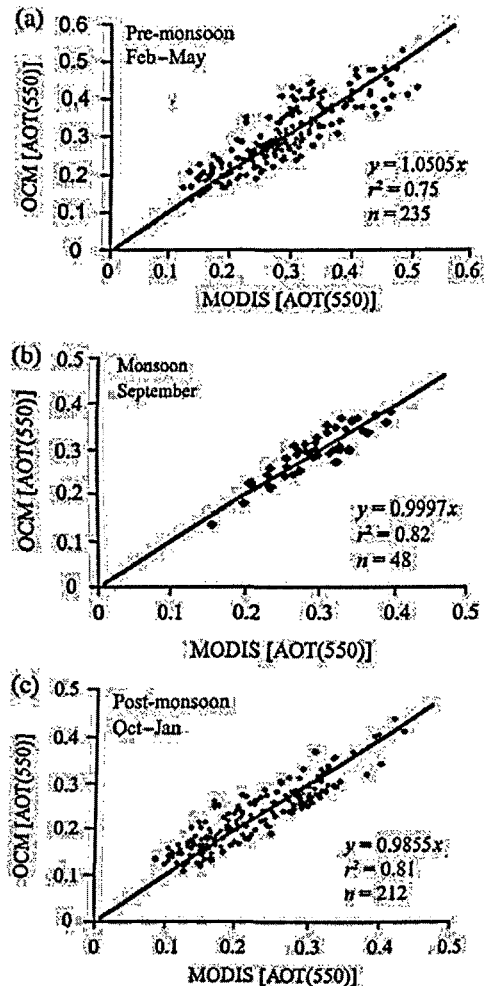 (a)
Pre-monsoon
Feb–May
OCM [AOT(550)]
0.6
0.5
0.4
0.3
0.2
0.1
0
y = 1.0505x
r² = 0.75
n = 235
0.1 0.2 0.3 0.4 0.5 0.6
MODIS [AOT(550)]
(b)
Monsoon
September
OCM [AOT(550)]
0.5
0.4
0.3
0.2
0.1
0
y = 0.9997x
r² = 0.82
n = 48
0 0.1 0.2 0.3 0.4 0.5
MODIS [AOT(550)]
(c)
Post-monsoon
Oct–Jan
OCM [AOT(550)]
0.5
0.4
0.3
0.2
0.1
0
y = 0.9855x
r² = 0.81
n = 212
0 0.1 0.2 0.3 0.4 0.5
MODIS [AOT(550)]